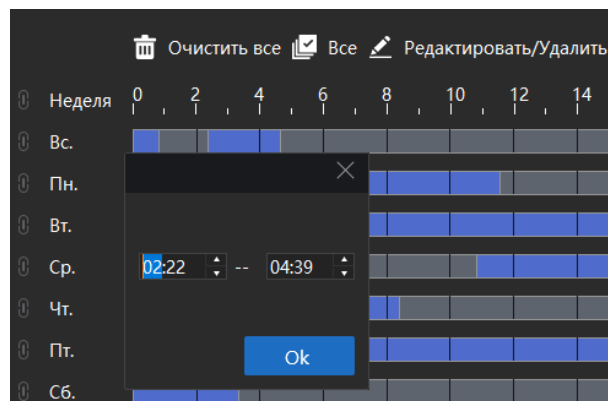 Очистить все Все Редактировать/Удалить
Неделя 0 2 4 6 8 10 12 14
Вс.
Пн.
Вт.
Ср. 02:22 -- 04:39
Чт.
Пт. Ok
Сб.